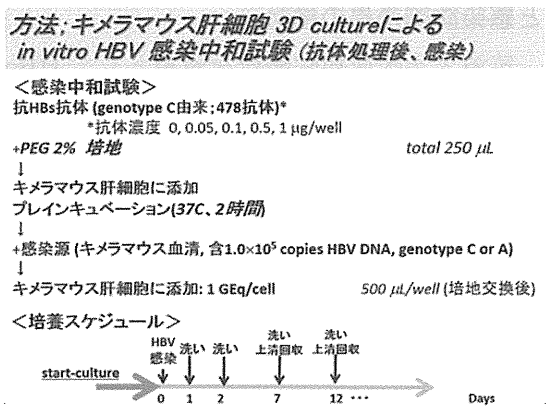 方法；キメラマウス肝細胞 3D cultureによる
in vitro HBV 感染中和試験 (抗体処理後、感染)
＜感染中和試験＞
抗HBs抗体 (genotype C由来；478抗体)*
*抗体濃度 0, 0.05, 0.1, 0.5, 1 μg/well
+PEG 2% 培地 total 250 μL
↓
キメラマウス肝細胞に添加
プレインキュベーション(37C、2時間)
↓
+感染源 (キメラマウス血清, 含1.0×10⁵ copies HBV DNA, genotype C or A)
↓
キメラマウス肝細胞に添加: 1 GEq/cell 500 μL/well (培地交換後)
＜培養スケジュール＞
HBV 感染 洗い 洗い 洗い 上清回収 洗い 上清回収
start-culture
0 1 2 7 12 ･･･ Days